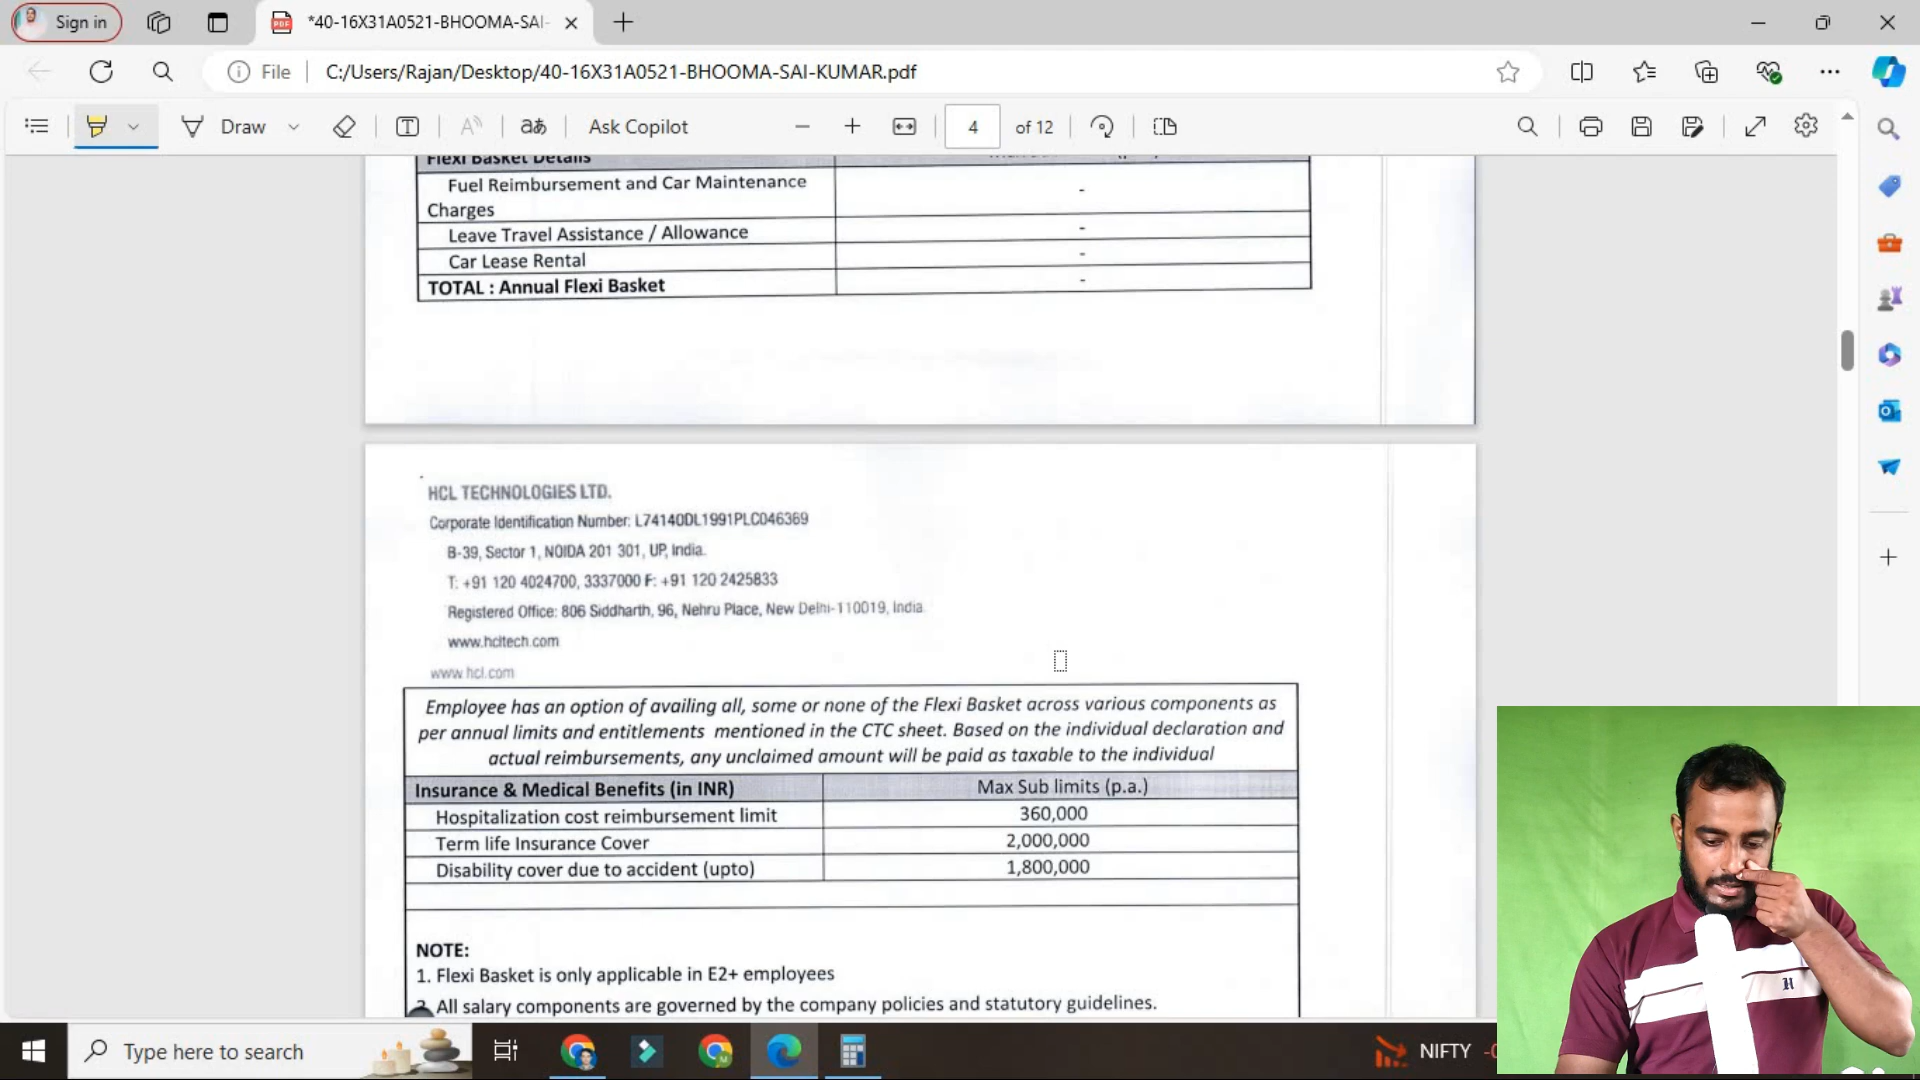 Sign in
*40-16X31A0521-BHOOMA-SAI-
File
C:/Users/Rajan/Desktop/40-16X31A0521-BHOOMA-SAI-KUMAR.pdf
Draw
Ask Copilot
4 of 12
Flexi Basket Details
Fuel Reimbursement and Car Maintenance
Charges
-
Leave Travel Assistance / Allowance
-
Car Lease Rental
-
TOTAL : Annual Flexi Basket
-
HCL TECHNOLOGIES LTD.
Corporate Identification Number: L74140DL1991PLC046369
B-39, Sector 1, NOIDA 201 301, UP, India.
T: +91 120 4024700, 3337000 F: +91 120 2425833
Registered Office: 806 Siddharth, 96, Nehru Place, New Delhi-110019, India
www.hcltech.com
www.hcl.com
Employee has an option of availing all, some or none of the Flexi Basket across various components as
per annual limits and entitlements mentioned in the CTC sheet. Based on the individual declaration and
actual reimbursements, any unclaimed amount will be paid as taxable to the individual
Insurance & Medical Benefits (in INR) Max Sub limits (p.a.)
Hospitalization cost reimbursement limit 360,000
Term life Insurance Cover 2,000,000
Disability cover due to accident (upto) 1,800,000
NOTE:
1. Flexi Basket is only applicable in E2+ employees
All salary components are governed by the company policies and statutory guidelines.
H
Type here to search
NIFTY